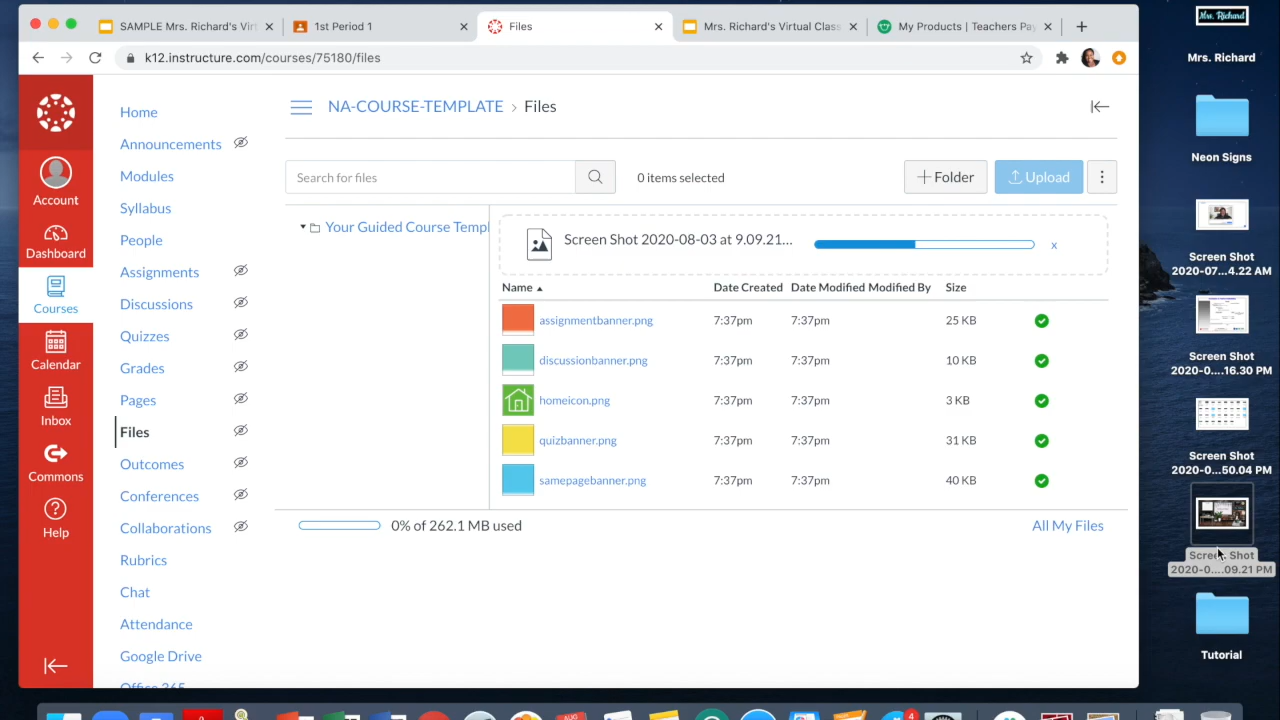 SAMPLE Mrs. Richard's Virt
1st Period 1
Files
Mrs. Richard's Virtual Class
My Products | Teachers Pay
k12.instructure.com/courses/75180/files
Account
Dashboard
Courses
Calendar
Inbox
Commons
Help
Home
Announcements
Modules
Syllabus
People
Assignments
Discussions
Quizzes
Grades
Pages
Files
Outcomes
Conferences
Collaborations
Rubrics
Chat
Attendance
Google Drive
Office 365
NA-COURSE-TEMPLATE > Files
Search for files
0 items selected
+ Folder
Upload
Your Guided Course Templ
Screen Shot 2020-08-03 at 9.09.21...
x
Name Date Created Date Modified Modified By Size
assignmentbanner.png 7:37pm 7:37pm 25 KB
discussionbanner.png 7:37pm 7:37pm 10 KB
homeicon.png 7:37pm 7:37pm 3 KB
quizbanner.png 7:37pm 7:37pm 31 KB
samepagebanner.png 7:37pm 7:37pm 40 KB
0% of 262.1 MB used
All My Files
Mrs. Richard
Mrs. Richard
Neon Signs
Screen Shot
2020-07...4.22 AM
Screen Shot
2020-0...16.30 PM
Screen Shot
2020-0...50.04 PM
Screen Shot
2020-0....09.21 PM
Tutorial
AUG
4